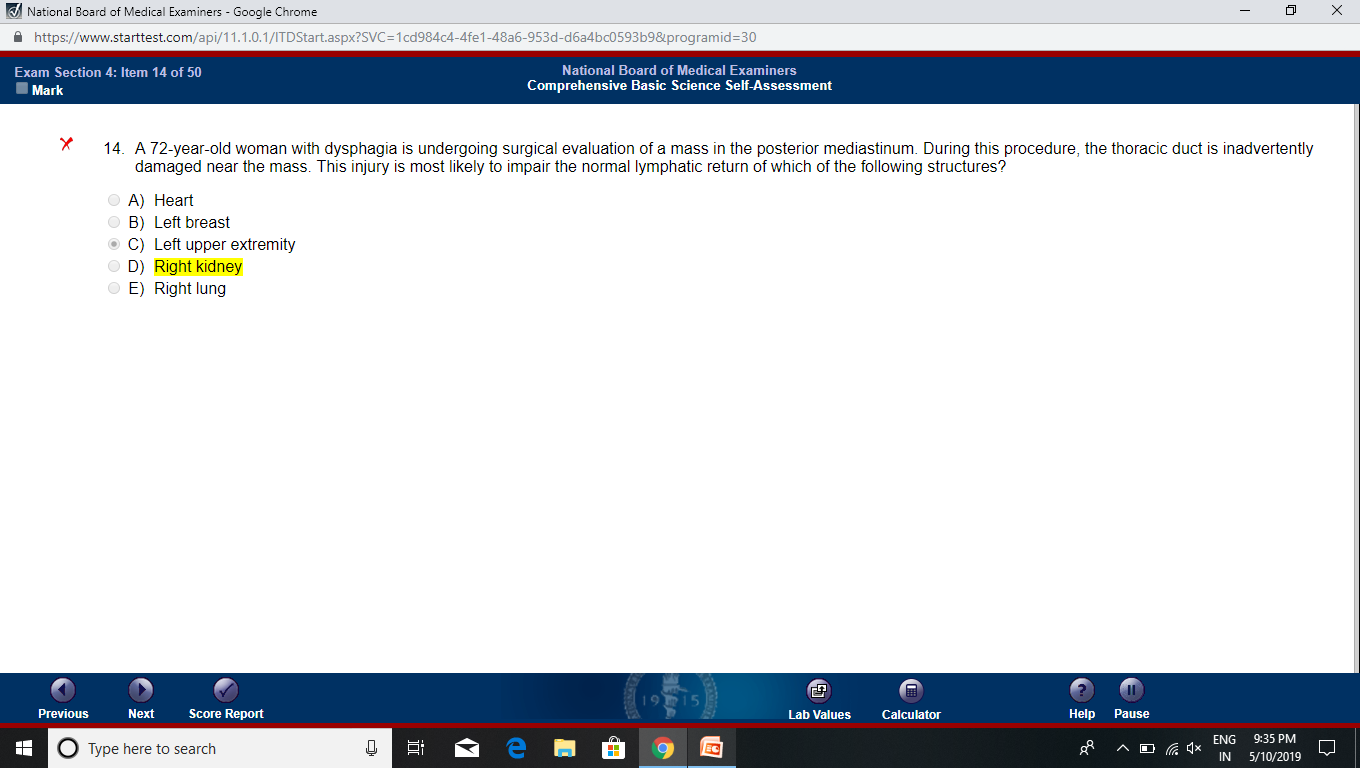 National Board of Medical Examiners - Google Chrome
https://www.starttest.com/api/11.1.0.1/ITDStart.aspx?SVC=1cd984c4-4fe1-48a6-953d-d6a4bc0593b9&programid=30
Exam Section 4: Item 14 of 50
National Board of Medical Examiners
Mark
Comprehensive Basic Science Self-Assessment
14. A 72-year-old woman with dysphagia is undergoing surgical evaluation of a mass in the posterior mediastinum. During this procedure, the thoracic duct is inadvertently
damaged near the mass. This injury is most likely to impair the normal lymphatic return of which of the following structures?
A) Heart
B) Left breast
C) Left upper extremity
D) Right kidney
E) Right lung
1915
Previous Next Score Report Lab Values Calculator Help Pause
Type here to search
ENG 9:35 PM
IN 5/10/2019